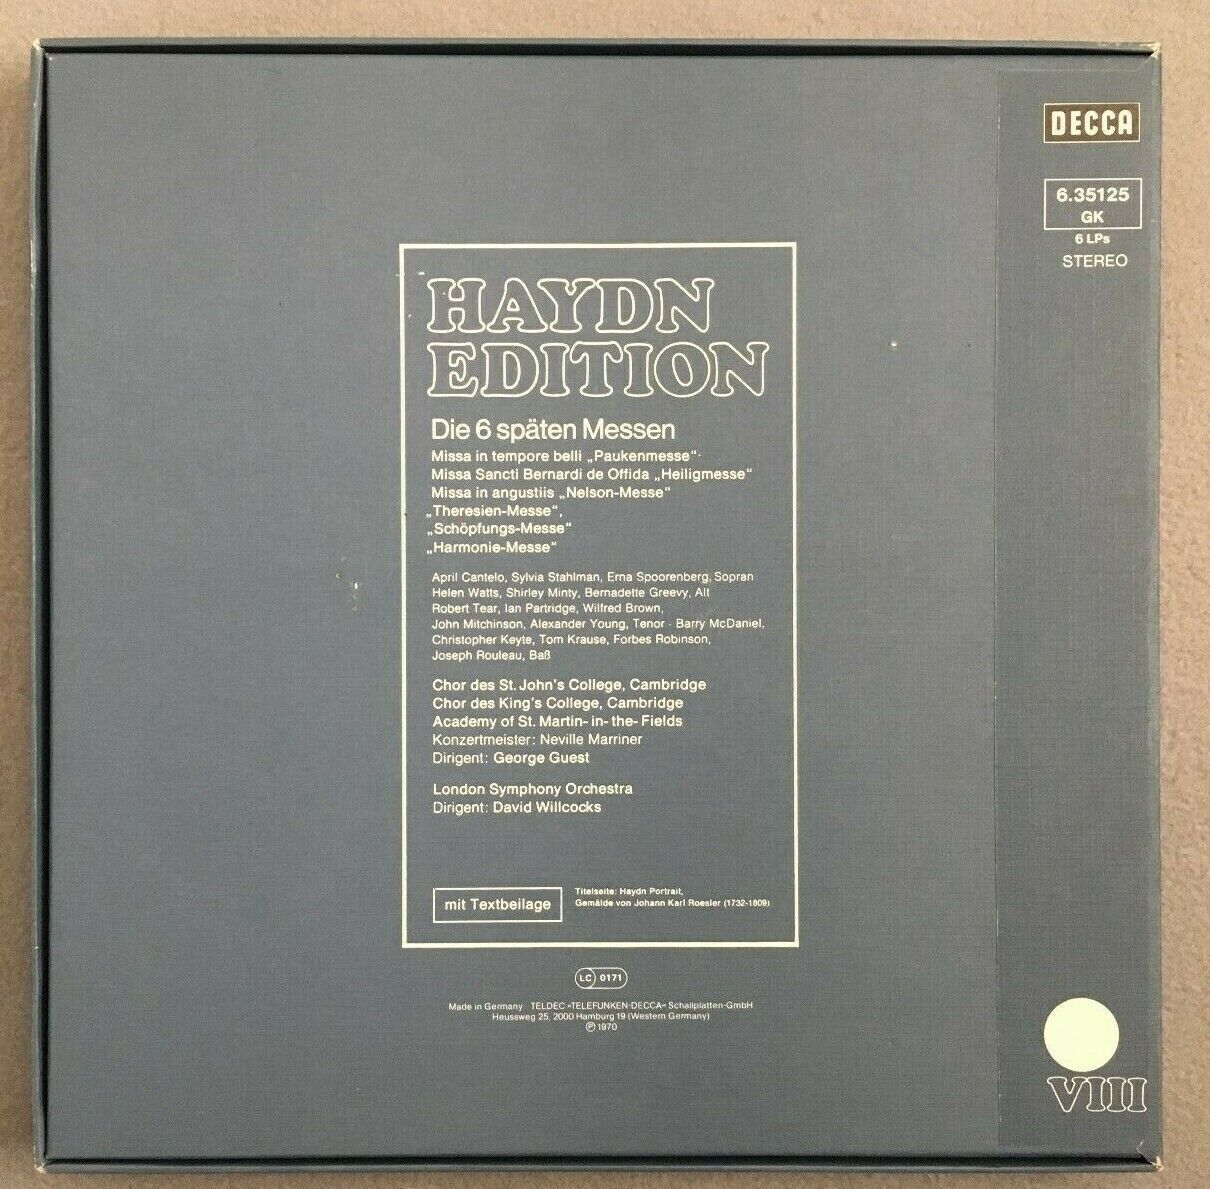 DECCA
6.35125
GK
6 LPs
STEREO
HAYDN
EDITION
Die 6 späten Messen
Missa in tempore belli „Paukenmesse“·
Missa Sancti Bernardi de Offida „Heiligmesse“
Missa in angustiis „Nelson-Messe“
„Theresien-Messe“,
„Schöpfungs-Messe“
„Harmonie-Messe“
April Cantelo, Sylvia Stahlman, Erna Spoorenberg, Sopran
Helen Watts, Shirley Minty, Bernadette Greevy, Alt
Robert Tear, Ian Partridge, Wilfred Brown,
John Mitchinson, Alexander Young, Tenor · Barry McDaniel,
Christopher Keyte, Tom Krause, Forbes Robinson,
Joseph Rouleau, Baß
Chor des St. John's College, Cambridge
Chor des King's College, Cambridge
Academy of St. Martin-in-the-Fields
Konzertmeister: Neville Marriner
Dirigent: George Guest
London Symphony Orchestra
Dirigent: David Willcocks
mit Textbeilage
Titelseite: Haydn Portrait,
Gemälde von Johann Karl Roesler (1732-1809)
LC 0171
Made in Germany TELDEC »TELEFUNKEN-DECCA« Schallplatten-GmbH
Heussweg 25, 2000 Hamburg 19 (Western Germany)
℗ 1970
VIII